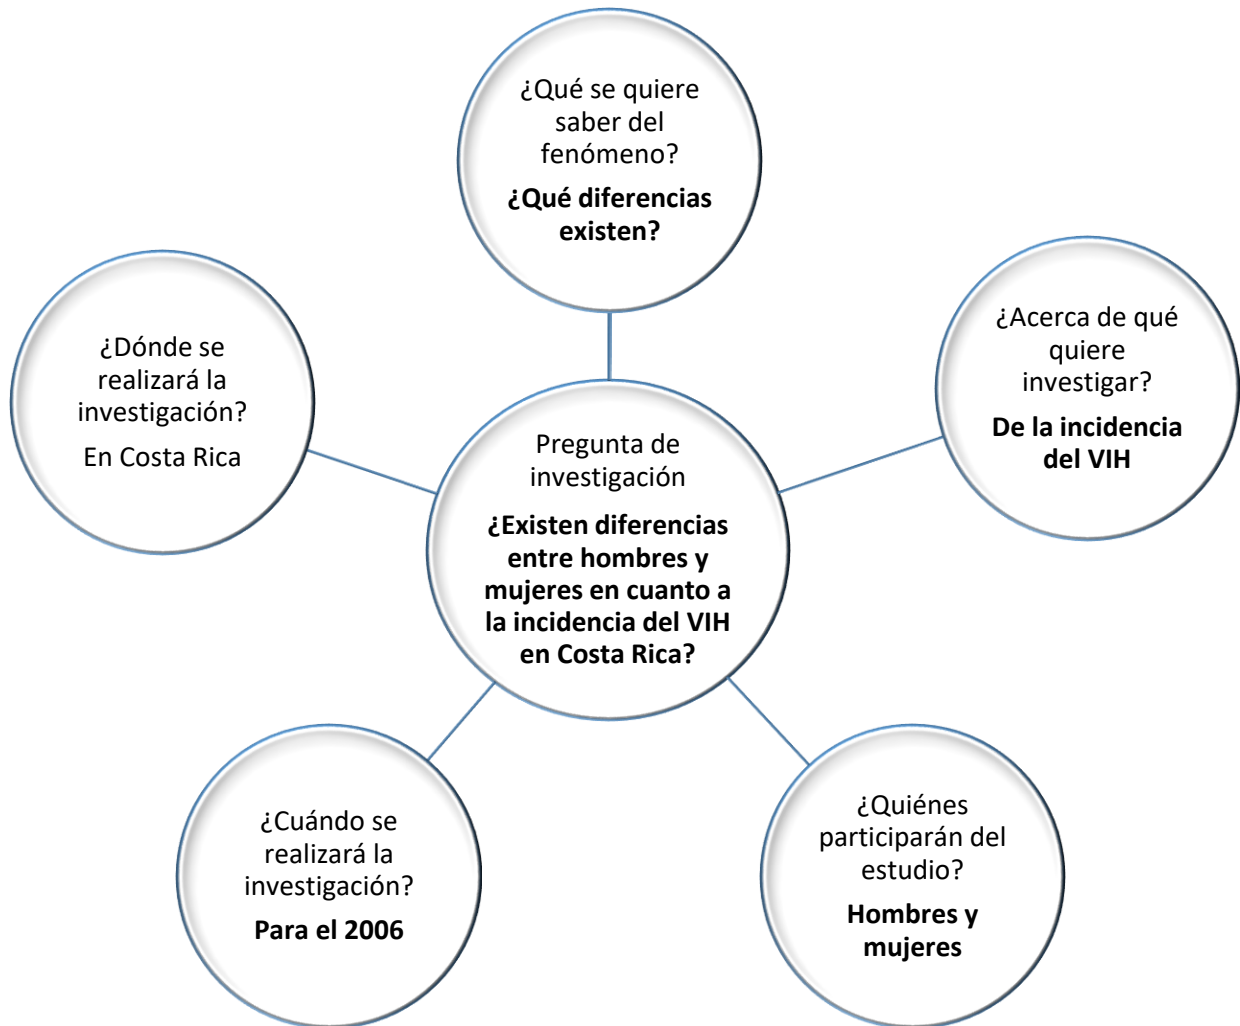 ¿Qué se quiere
saber del
fenómeno?
¿Qué diferencias
existen?
¿Acerca de qué
quiere
investigar?
De la incidencia
del VIH
¿Dónde se
realizará la
investigación?
En Costa Rica
Pregunta de
investigación
¿Existen diferencias
entre hombres y
mujeres en cuanto a
la incidencia del VIH
en Costa Rica?
¿Cuándo se
realizará la
investigación?
Para el 2006
¿Quiénes
participarán del
estudio?
Hombres y
mujeres